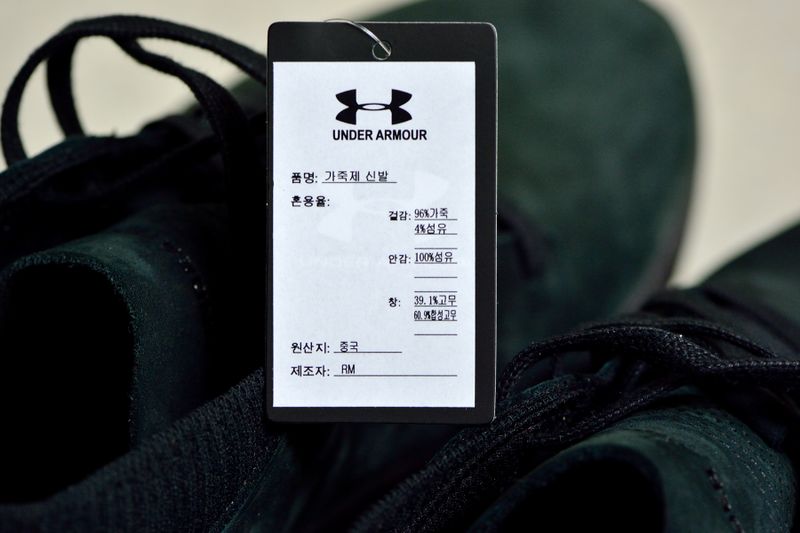 UNDER ARMOUR
품명: 가죽제 신발
혼용율:
겉감: 96%가죽
4%섬유
안감: 100%섬유
창: 39.1%고무
60.9%합성고무
원산지: 중국
제조자: RM